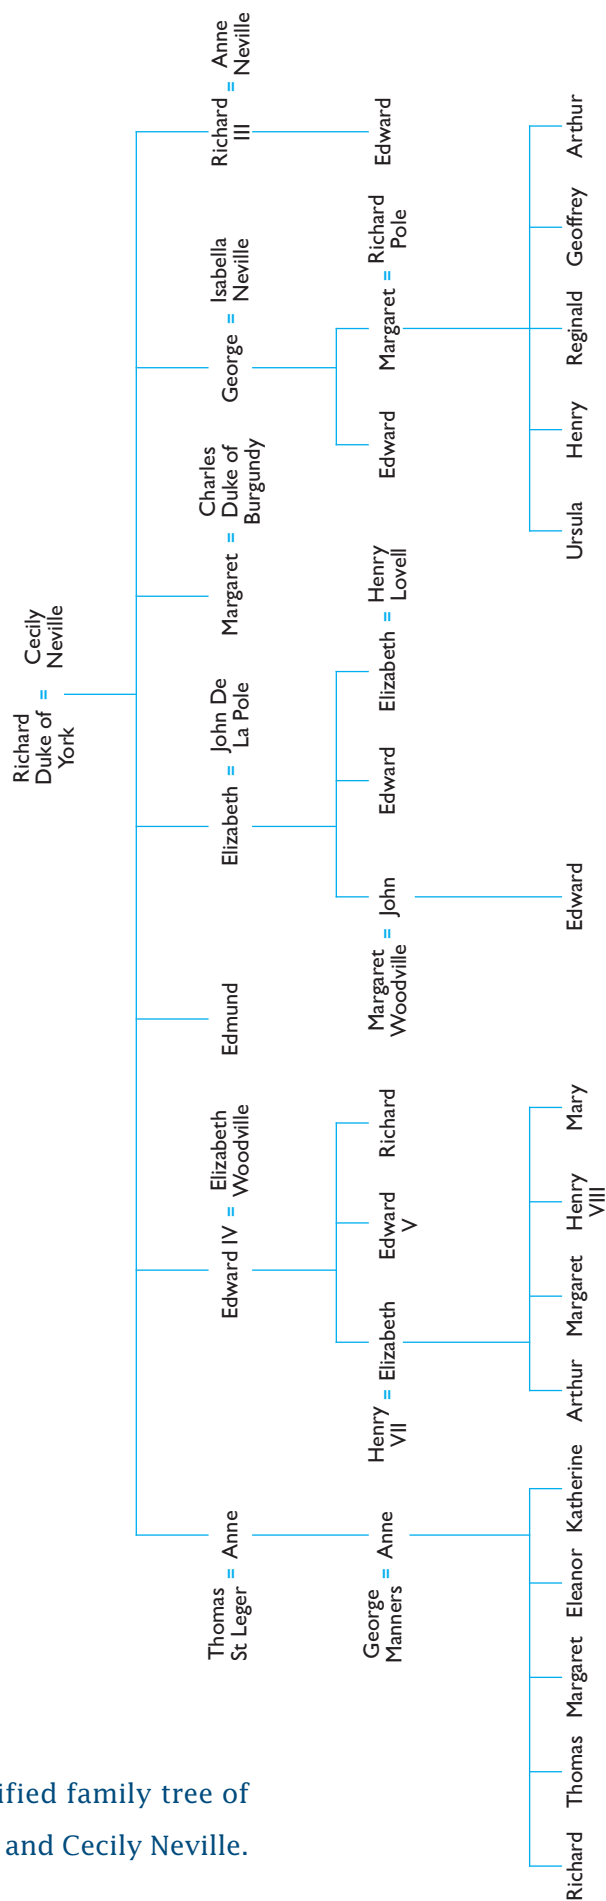 Richard
Duke of = Cecily
York Neville
Thomas
St Leger = Anne
Edward IV = Elizabeth
Woodville
Edmund
Elizabeth = John De
La Pole
Margaret = Charles
Duke of
Burgundy
George = Isabella
Neville
Richard
III = Anne
Neville
George
Manners = Anne
Henry
VII = Elizabeth
Edward
V
Richard
Margaret
Woodville = John
Edward
Elizabeth = Henry
Lovell
Edward
Margaret = Richard
Pole
Edward
Richard
Thomas
Margaret
Eleanor
Katherine
Arthur
Margaret
Henry
VIII
Mary
Edward
Ursula
Henry
Reginald
Geoffrey
Arthur
ified family tree of
and Cecily Neville.